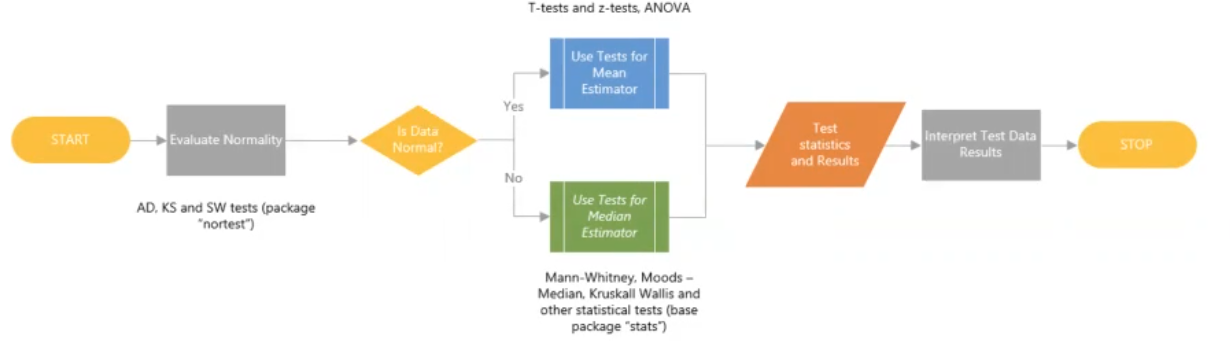 T-tests and z-tests, ANOVA
Use Tests for
Mean
Estimator
Yes
START
Evaluate Normality
Is Data
Normal?
Test
statistics
and Results
Interpret Test Data
Results
STOP
No
AD, KS and SW tests (package
"nortest")
Use Tests for
Median
Estimator
Mann-Whitney, Moods –
Median, Kruskall Wallis and
other statistical tests (base
package "stats")